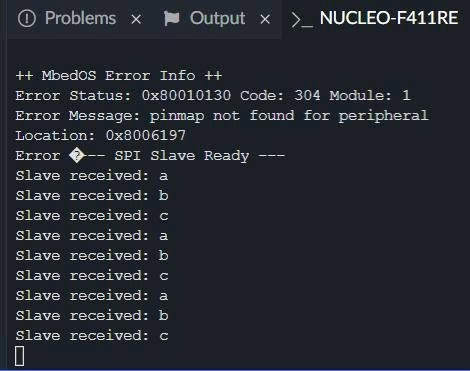 Problems × Output × >_ NUCLEO-F411RE
++ MbedOS Error Info ++
Error Status: 0x80010130 Code: 304 Module: 1
Error Message: pinmap not found for peripheral
Location: 0x8006197
Error �-- SPI Slave Ready ---
Slave received: a
Slave received: b
Slave received: c
Slave received: a
Slave received: b
Slave received: c
Slave received: a
Slave received: b
Slave received: c